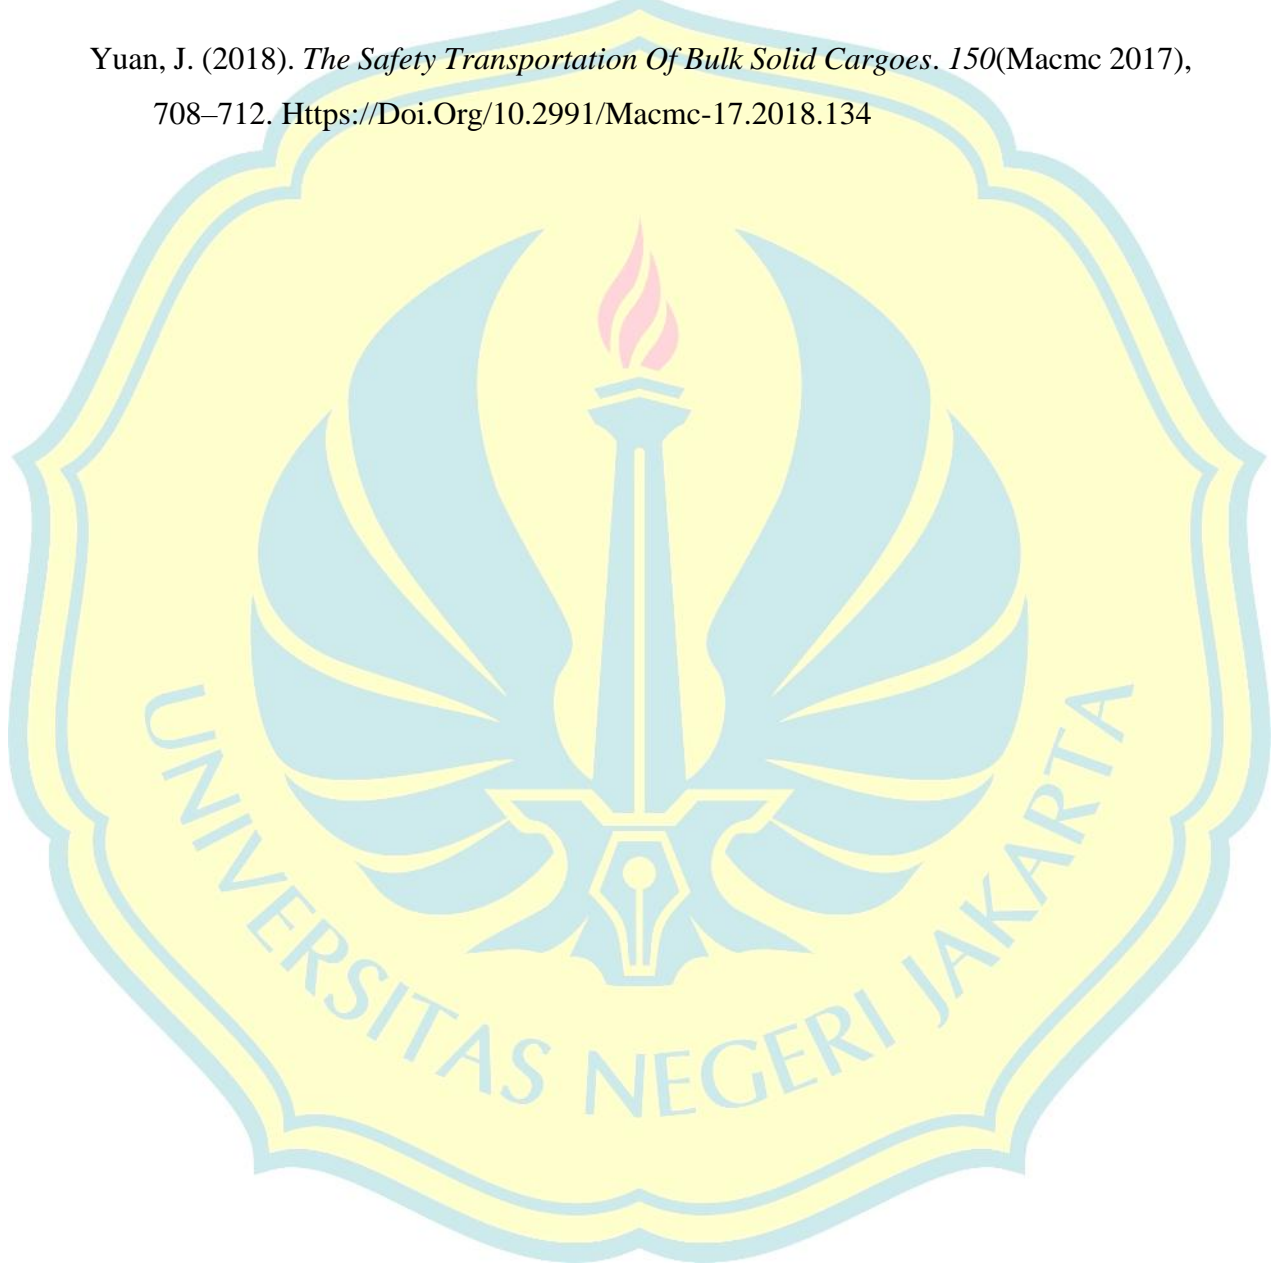 Yuan, J. (2018). The Safety Transportation Of Bulk Solid Cargoes. 150(Macmc 2017),
708–712. Https://Doi.Org/10.2991/Macmc-17.2018.134
UNIVERSITAS NEGERI JAKARTA